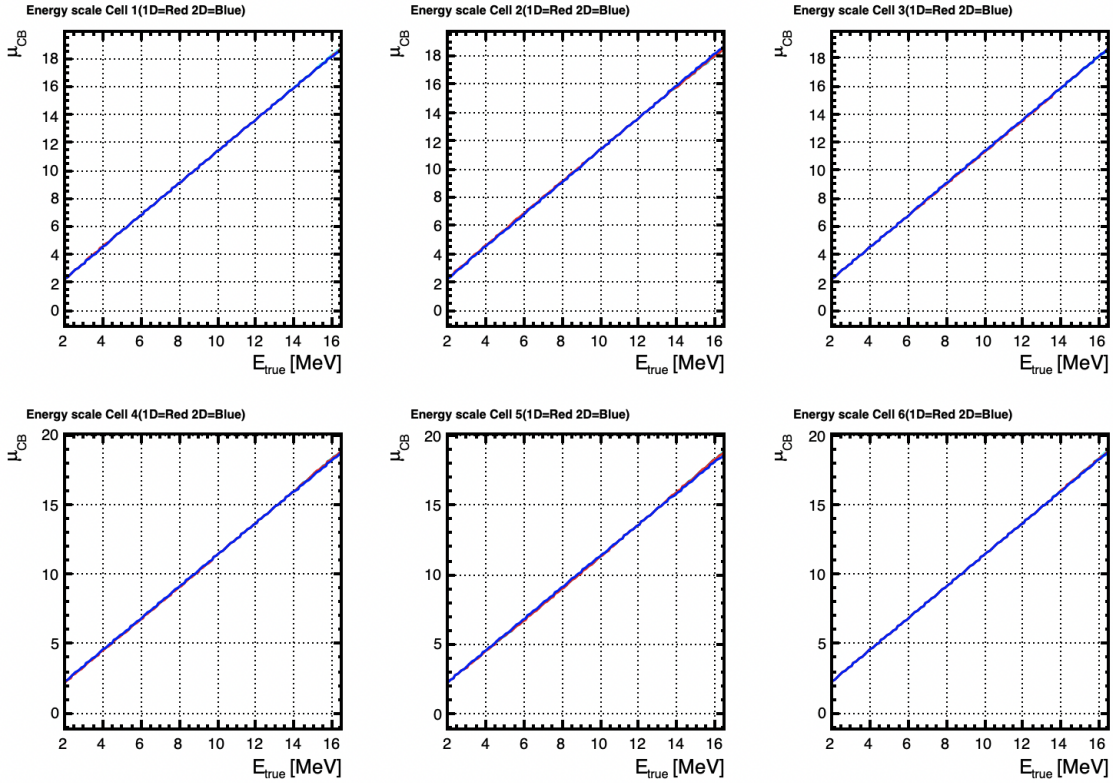 Energy scale Cell 1(1D=Red 2D=Blue)
μCB
18
16
14
12
10
8
6
4
2
0
2 4 6 8 10 12 14 16
Etrue [MeV]
Energy scale Cell 2(1D=Red 2D=Blue)
μCB
18
16
14
12
10
8
6
4
2
0
2 4 6 8 10 12 14 16
Etrue [MeV]
Energy scale Cell 3(1D=Red 2D=Blue)
μCB
18
16
14
12
10
8
6
4
2
0
2 4 6 8 10 12 14 16
Etrue [MeV]
Energy scale Cell 4(1D=Red 2D=Blue)
μCB
20
15
10
5
0
2 4 6 8 10 12 14 16
Etrue [MeV]
Energy scale Cell 5(1D=Red 2D=Blue)
μCB
20
15
10
5
0
2 4 6 8 10 12 14 16
Etrue [MeV]
Energy scale Cell 6(1D=Red 2D=Blue)
μCB
20
15
10
5
0
2 4 6 8 10 12 14 16
Etrue [MeV]